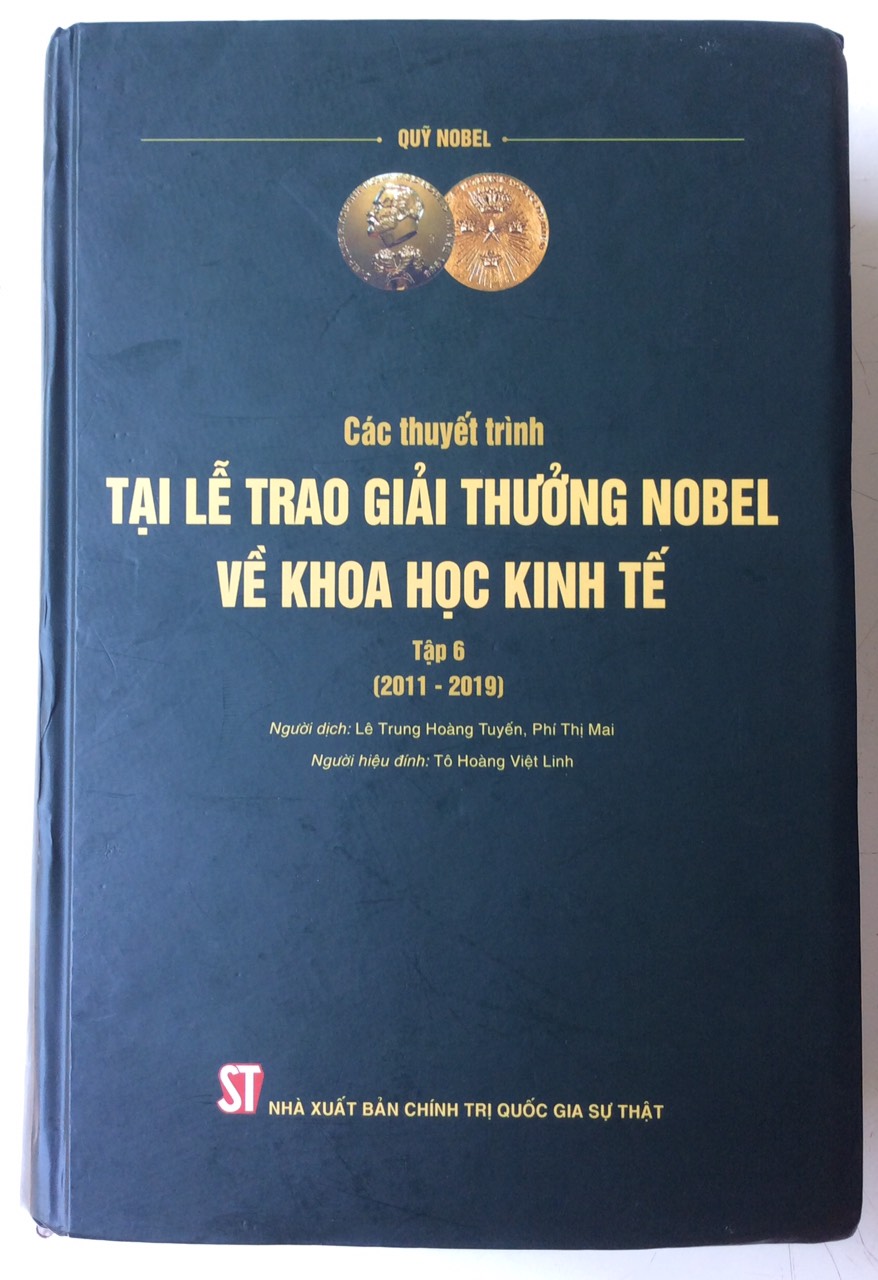 QUỸ NOBEL
Các thuyết trình
TẠI LỄ TRAO GIẢI THƯỞNG NOBEL
VỀ KHOA HỌC KINH TẾ
Tập 6
(2011 - 2019)
Người dịch: Lê Trung Hoàng Tuyến, Phí Thị Mai
Người hiệu đính: Tô Hoàng Việt Linh
ST
NHÀ XUẤT BẢN CHÍNH TRỊ QUỐC GIA SỰ THẬT